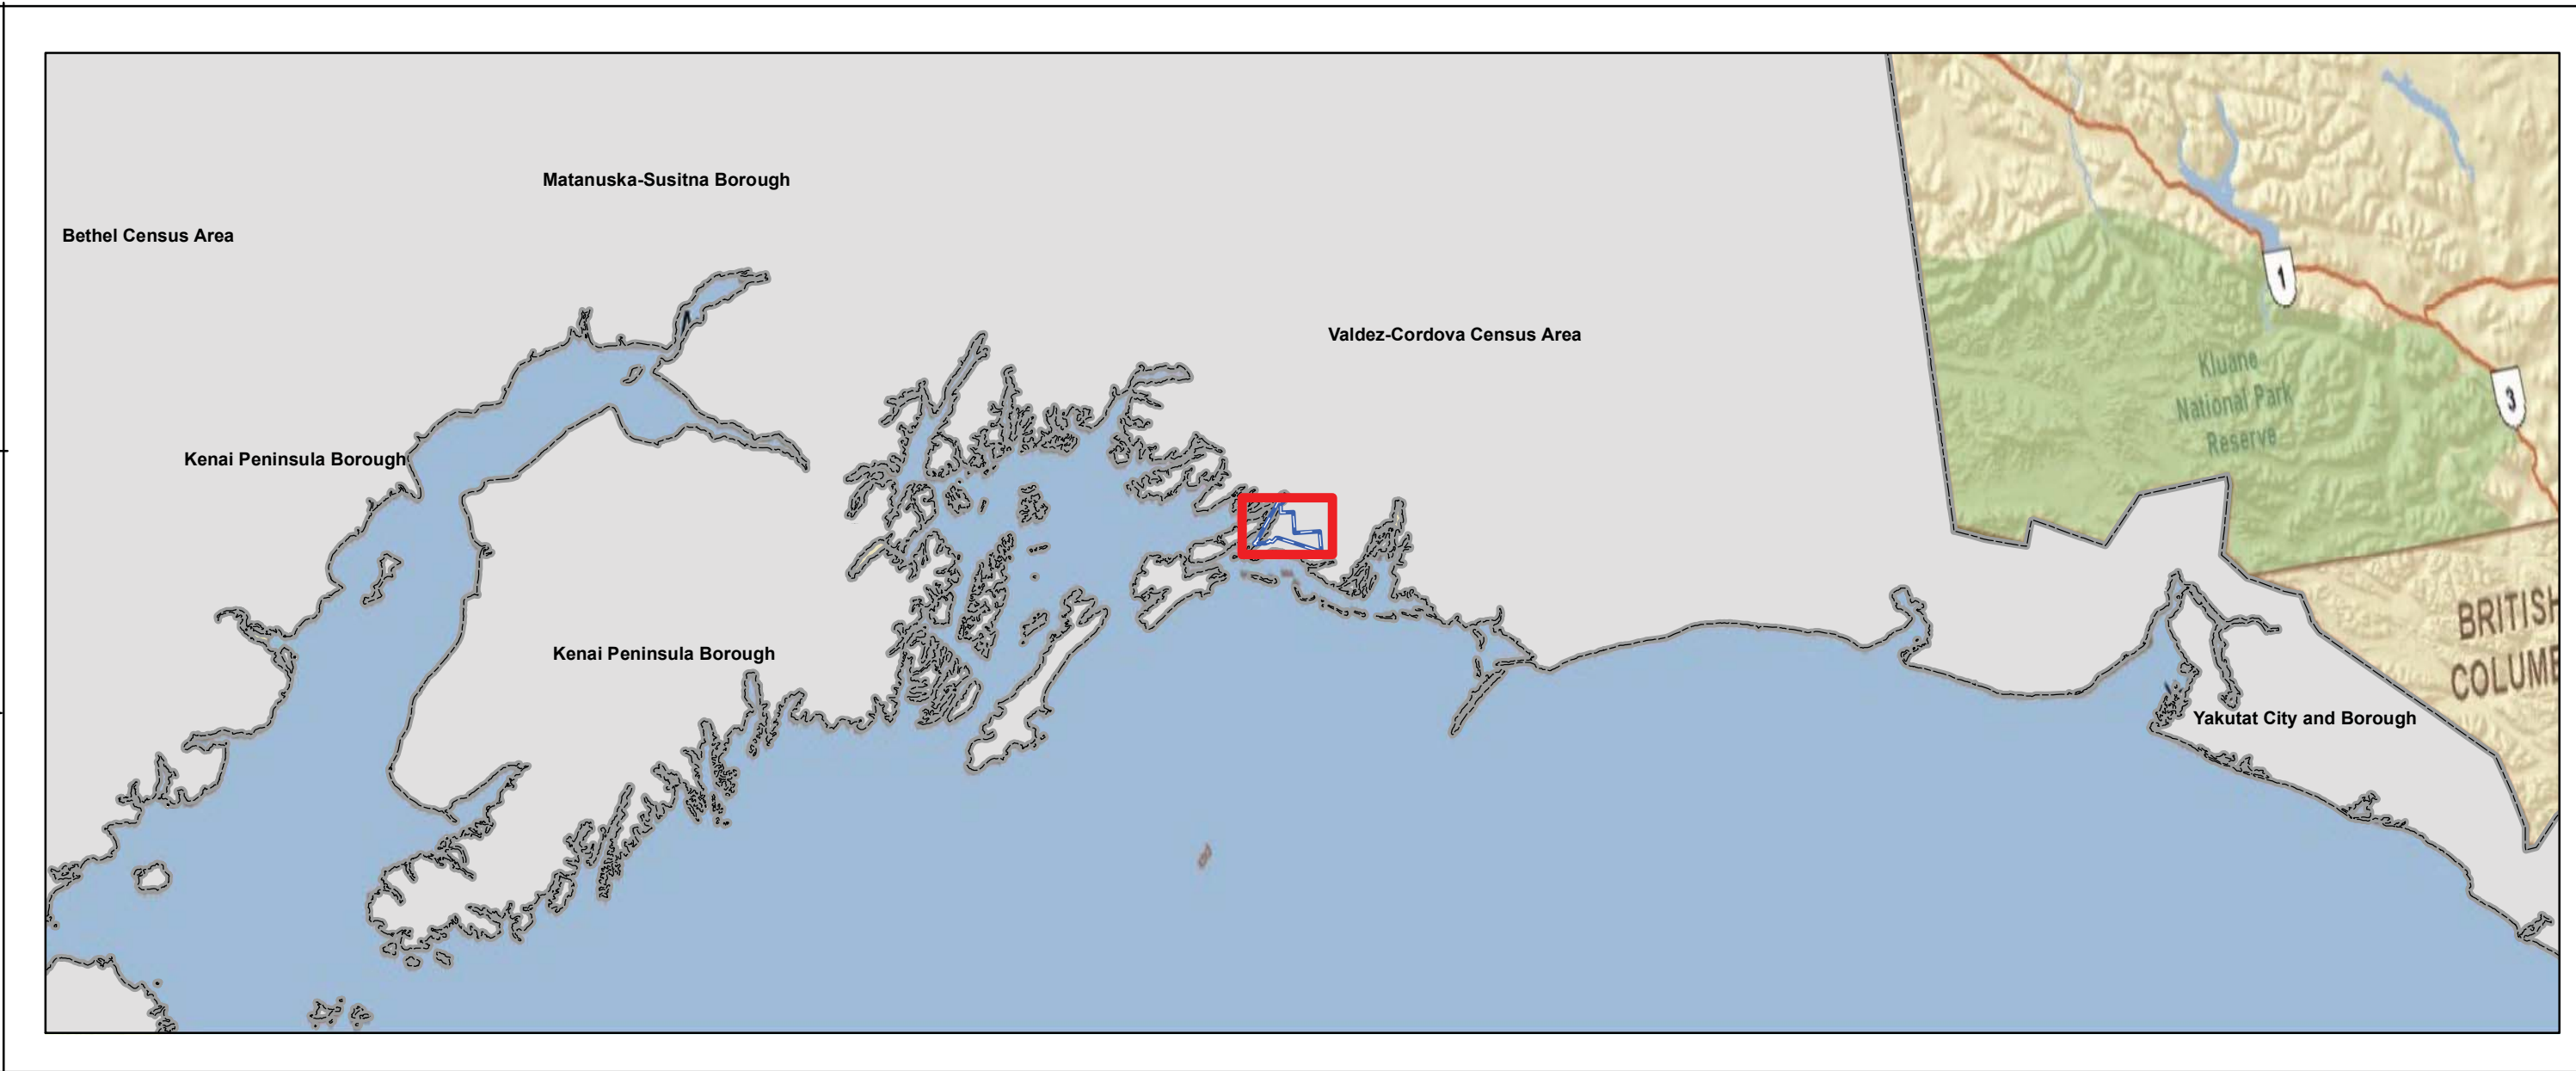 Matanuska-Susitna Borough
Bethel Census Area
1
Valdez-Cordova Census Area
Kluane
National Park
Reserve
3
Kenai Peninsula Borough
BRITISH
COLUMB
Kenai Peninsula Borough
Yakutat City and Borough